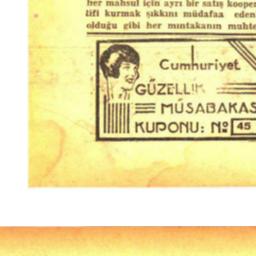 her mahsul için ayrı bir satış kooper
tifi kurmak şıkkını müdafaa eden
olduğu gibi her mıntakanın muhte
Cumhuriyet
GÜZELLİK
MÜSABAKAS
KUPONU: Nº 45